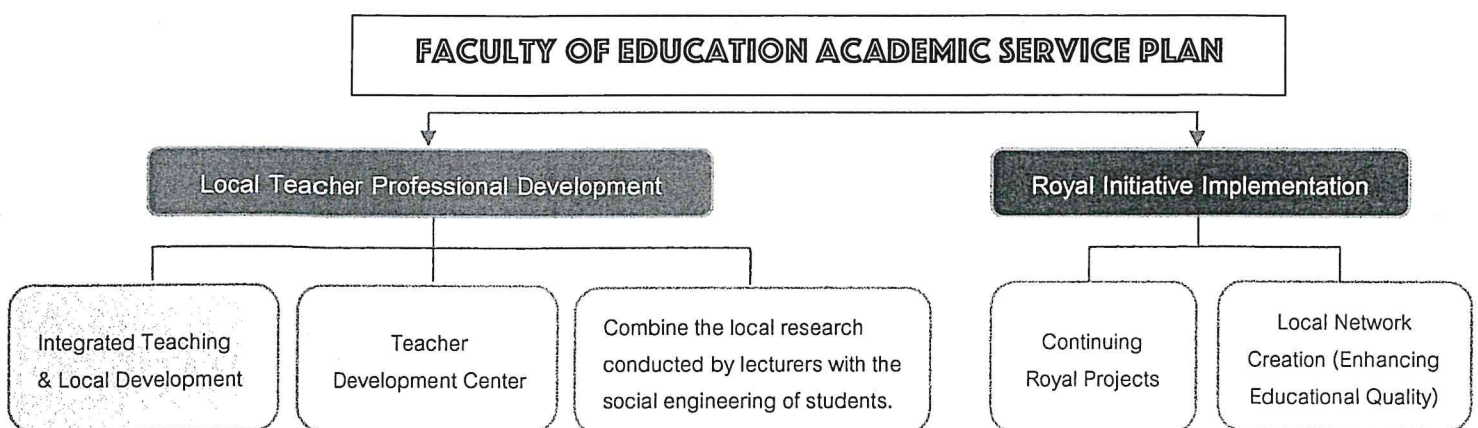 FACULTY OF EDUCATION ACADEMIC SERVICE PLAN
Local Teacher Professional Development
Royal Initiative Implementation
Integrated Teaching
& Local Development
Teacher
Development Center
Combine the local research
conducted by lecturers with the
social engineering of students.
Continuing
Royal Projects
Local Network
Creation (Enhancing
Educational Quality)